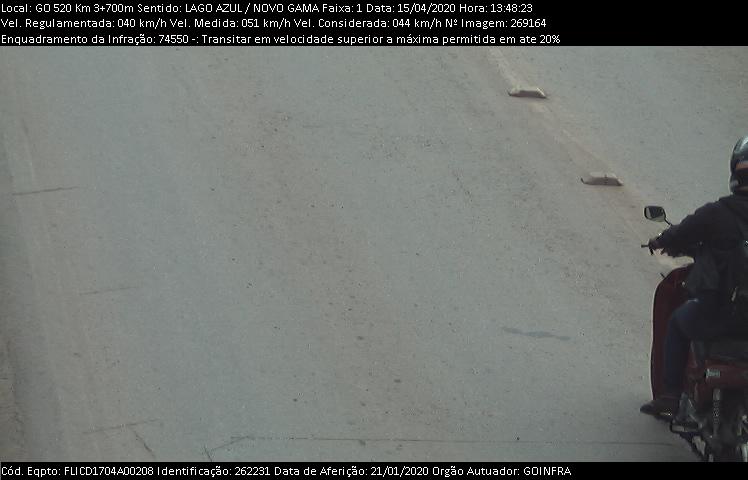 Local: GO 520 Km 3+700m Sentido: LAGO AZUL / NOVO GAMA Faixa: 1 Data: 15/04/2020 Hora: 13:48:23
Vel. Regulamentada: 040 km/h Vel. Medida: 051 km/h Vel. Considerada: 044 km/h Nº Imagem: 269164
Enquadramento da Infração: 74550 -: Transitar em velocidade superior a máxima permitida em ate 20%
Cód. Eqpto: FLICD1704A00208 Identificação: 262231 Data de Aferição: 21/01/2020 Orgão Autuador: GOINFRA